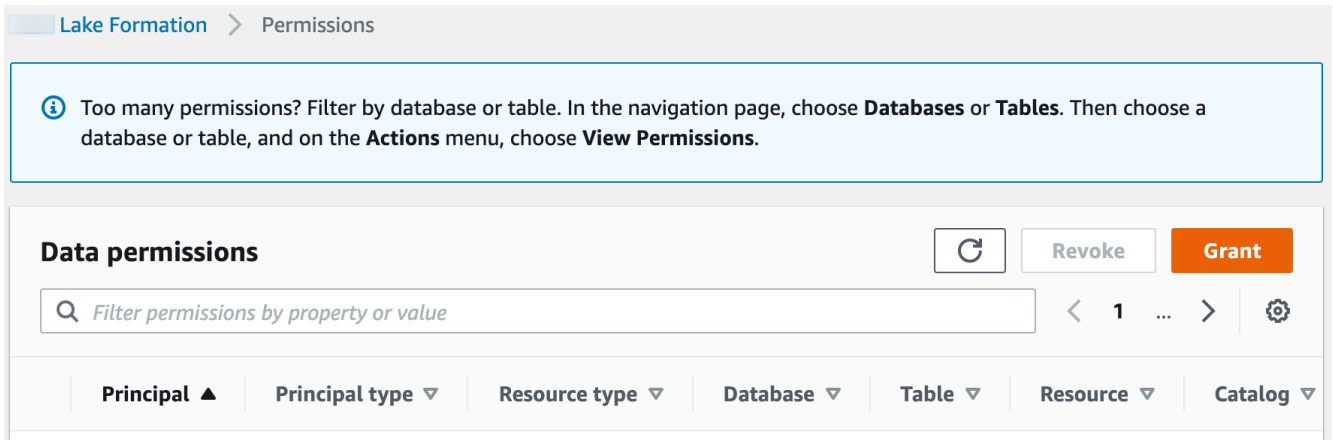 Lake Formation > Permissions
Too many permissions? Filter by database or table. In the navigation page, choose Databases or Tables. Then choose a
database or table, and on the Actions menu, choose View Permissions.
Data permissions Revoke Grant
Filter permissions by property or value 1 ...
Principal Principal type Resource type Database Table Resource Catalog